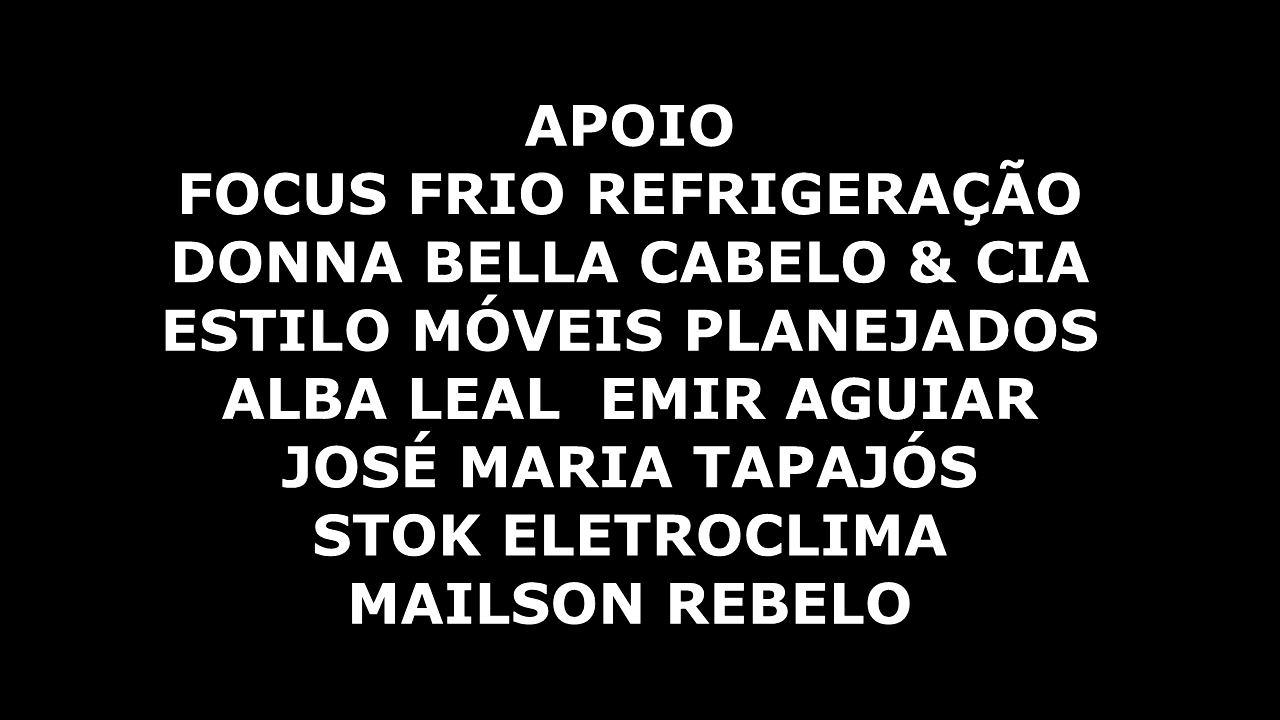 APOIO
FOCUS FRIO REFRIGERAÇÃO
DONNA BELLA CABELO & CIA
ESTILO MÓVEIS PLANEJADOS
ALBA LEAL  EMIR AGUIAR
JOSÉ MARIA TAPAJÓS
STOK ELETROCLIMA
MAILSON REBELO